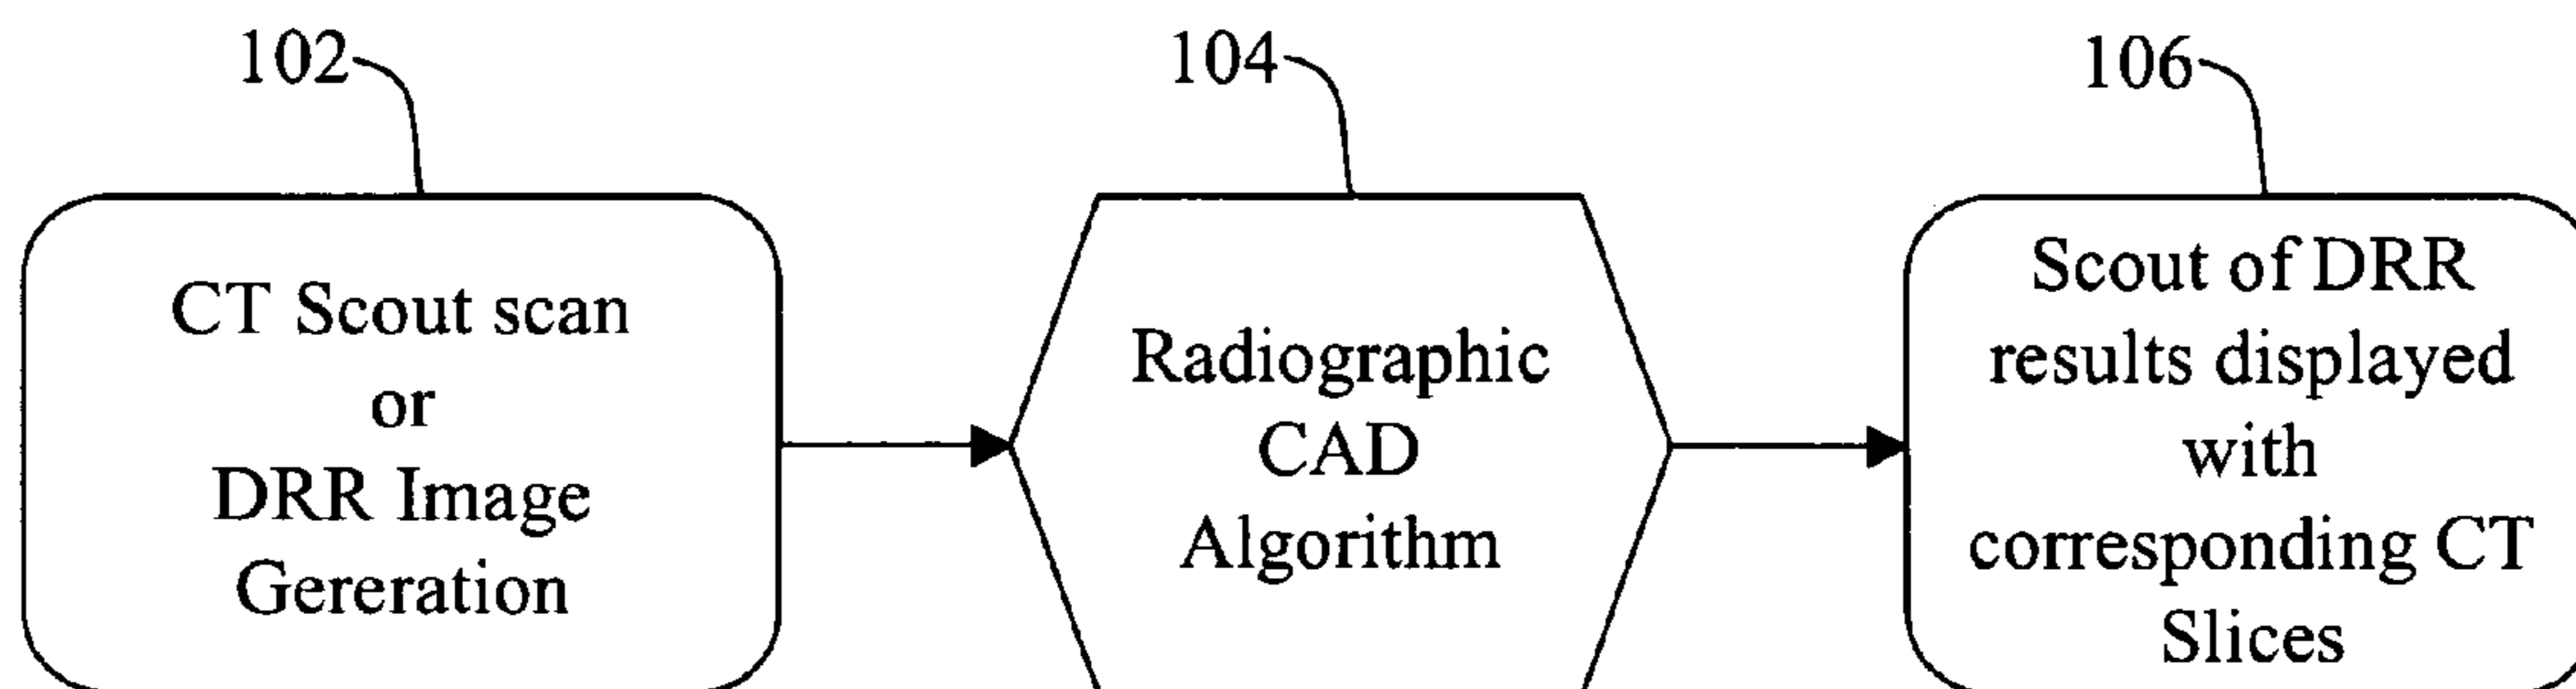 102
104
106
CT Scout scan
or
DRR Image
Gereration
Radiographic
CAD
Algorithm
Scout of DRR
results displayed
with
corresponding CT
Slices